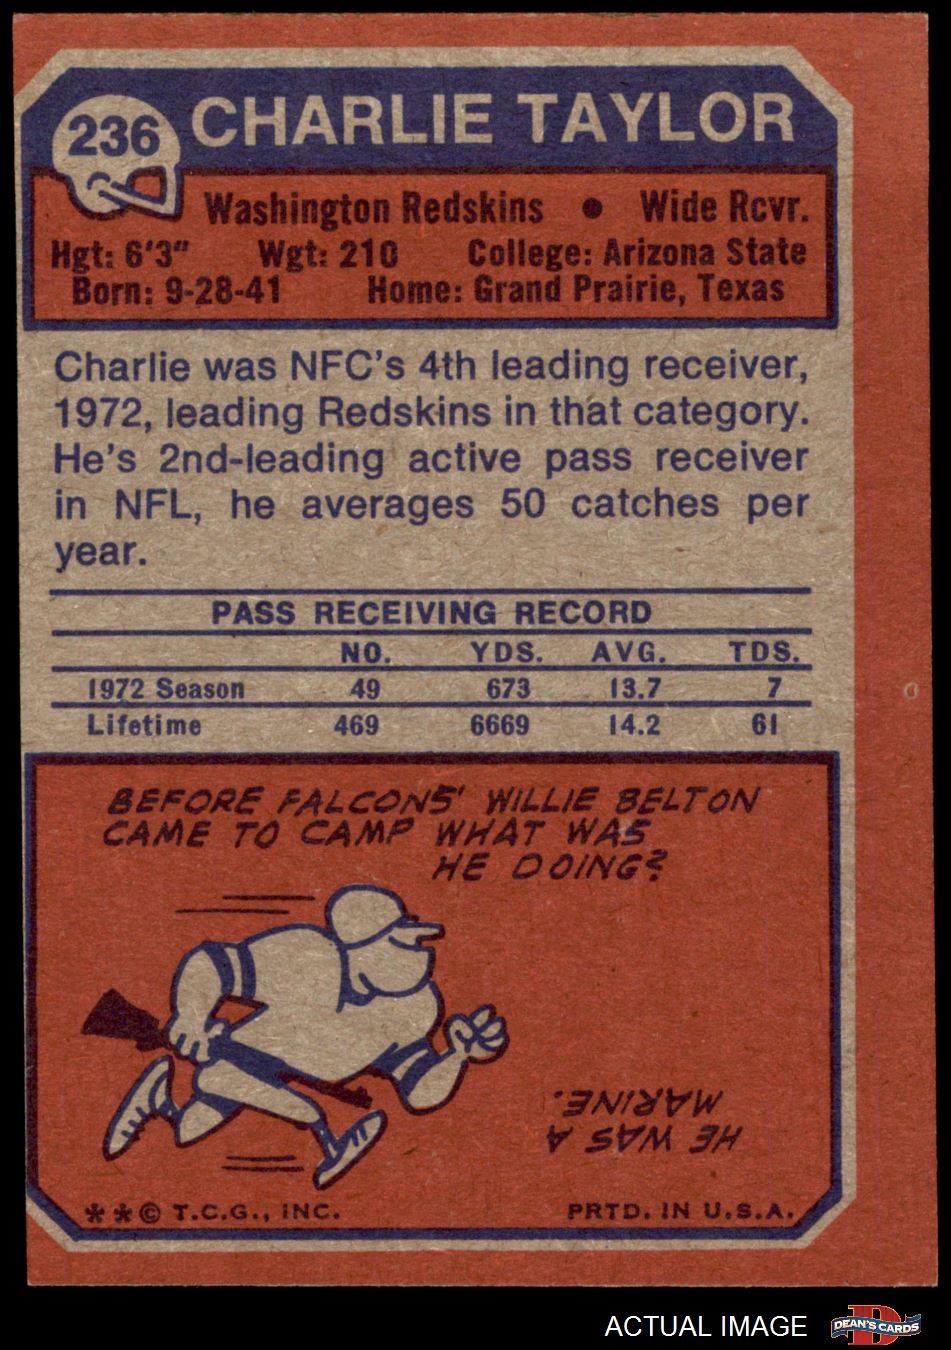 236 CHARLIE TAYLOR
Washington Redskins • Wide Rcvr.
Hgt: 6'3" Wgt: 210 College: Arizona State
Born: 9-28-41 Home: Grand Prairie, Texas
Charlie was NFC's 4th leading receiver,
1972, leading Redskins in that category.
He's 2nd-leading active pass receiver
in NFL, he averages 50 catches per
year.
PASS RECEIVING RECORD
NO. YDS. AVG. TDS.
1972 Season 49 673 13.7 7
Lifetime 469 6669 14.2 61
BEFORE FALCONS' WILLIE BELTON
CAME TO CAMP WHAT WAS
HE DOING?
HE WAS A
MARINE.
** © T.C.G., INC. PRTD. IN U.S.A.
ACTUAL IMAGE DEAN'S CARDS